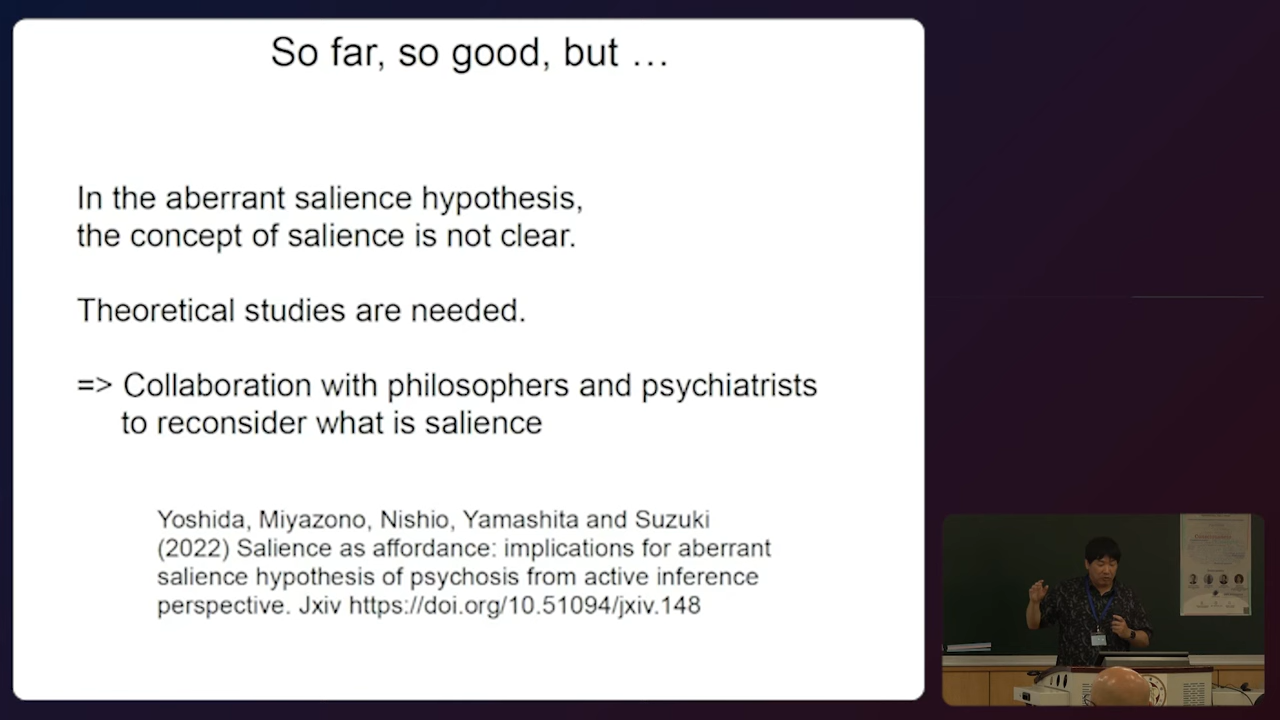 So far, so good, but …
In the aberrant salience hypothesis,
the concept of salience is not clear.
Theoretical studies are needed.
=> Collaboration with philosophers and psychiatrists
to reconsider what is salience
Yoshida, Miyazono, Nishio, Yamashita and Suzuki
(2022) Salience as affordance: implications for aberrant
salience hypothesis of psychosis from active inference
perspective. Jxiv https://doi.org/10.51094/jxiv.148